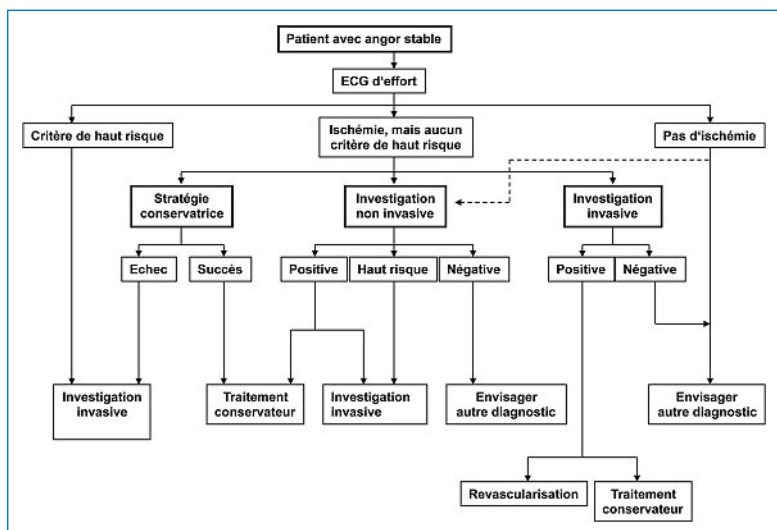 Patient avec angor stable
ECG d'effort
Critère de haut risque
Ischémie, mais aucun
critère de haut risque
Pas d'ischémie
Stratégie
conservatrice
Investigation
non invasive
Investigation
invasive
Echec
Succès
Positive
Haut risque
Négative
Positive
Négative
Investigation
invasive
Traitement
conservateur
Investigation
invasive
Envisager
autre diagnostic
Envisager
autre diagnostic
Revascularisation
Traitement
conservateur